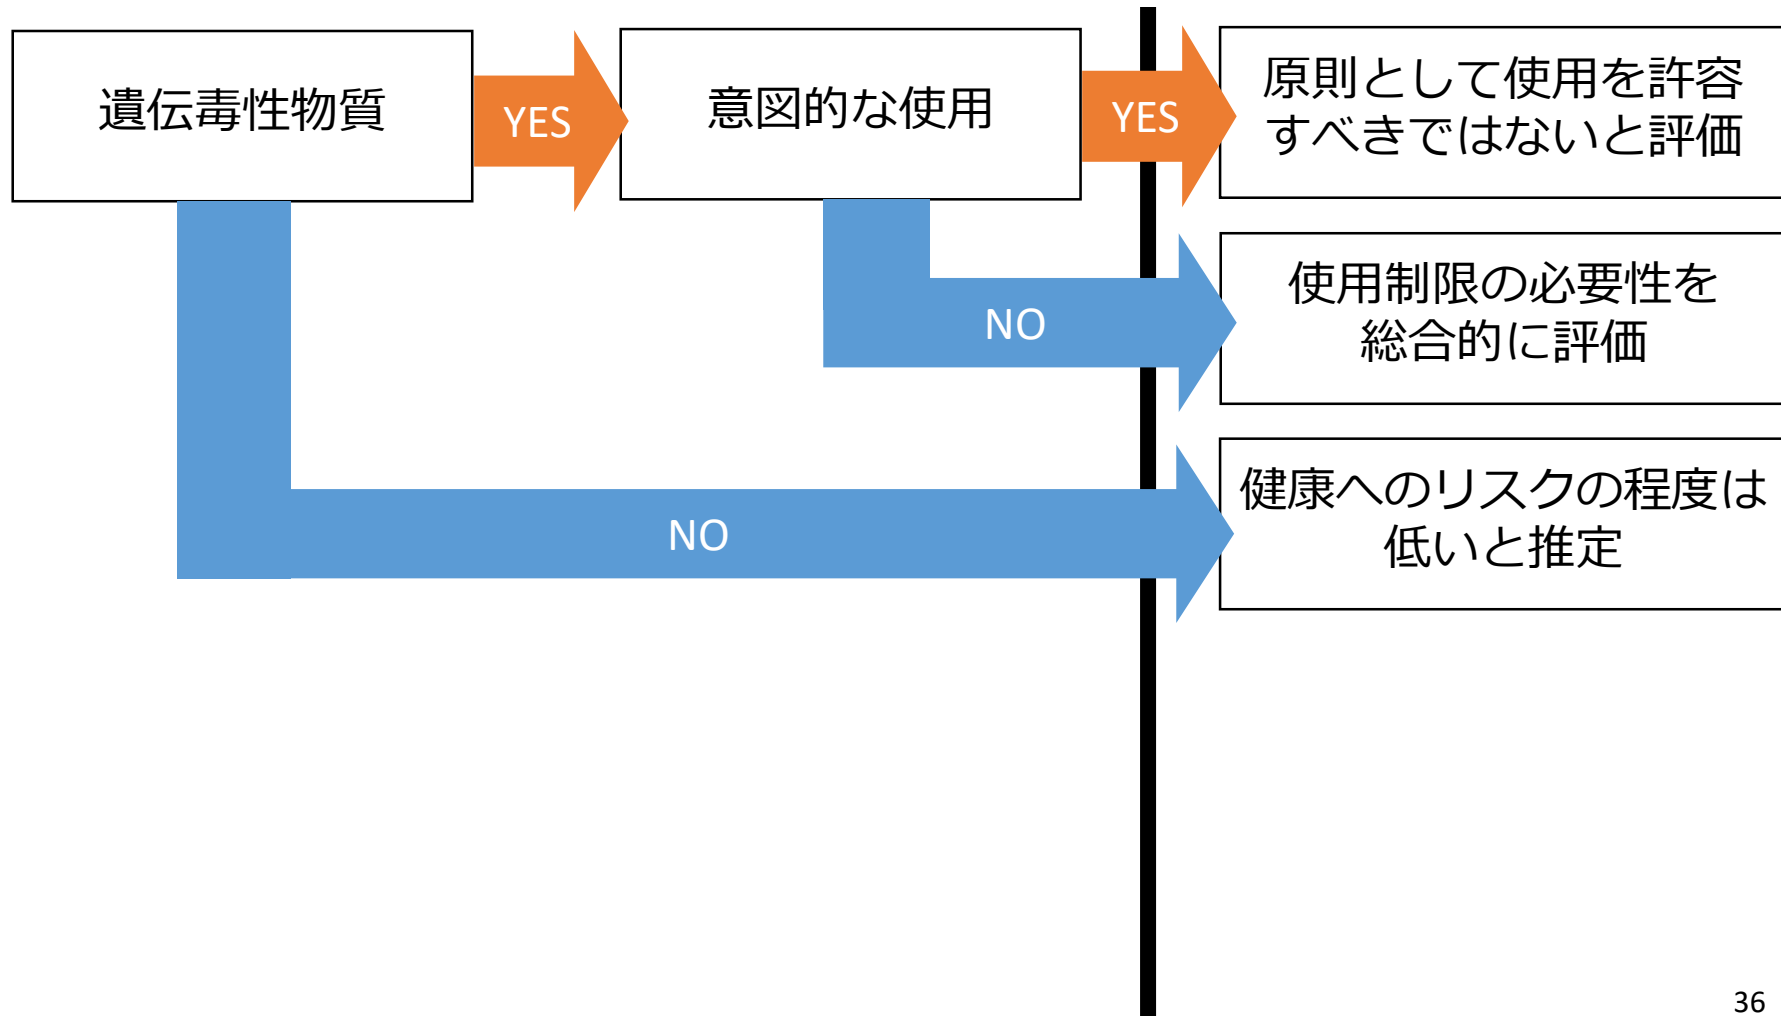 遺伝毒性物質
YES
意図的な使用
YES
原則として使用を許容
すべきではないと評価
NO
使用制限の必要性を
総合的に評価
NO
健康へのリスクの程度は
低いと推定
36